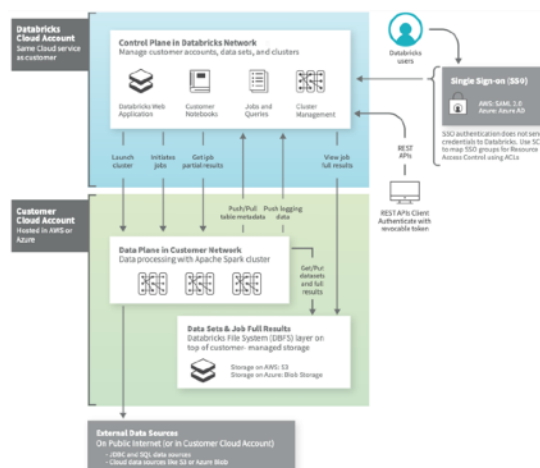 Databricks
Cloud Account
Same Cloud service
as customer
Control Plane in Databricks Network
Manage customer accounts, data sets, and clusters
Databricks Web
Application
Customer
Notebooks
Jobs and
Queries
Cluster
Management
Databricks
users
Single Sign-on (SSO)
AWS: SAML 2.0
Azure: Azure AD
SSO authentication does not send
credentials to Databricks. Use SC
to map SSO groups for Resource
Access Control using ACLs
Launch
cluster
Initiates
jobs
Get job
partial results
View job
full results
REST
APIs
Push/Pull
table metadata
Push logging
data
REST APIs Client
Authenticate with
revocable token
Customer
Cloud Account
Hosted in AWS or
Azure
Data Plane in Customer Network
Data processing with Apache Spark cluster
Get/Put
datasets
and full
results
Data Sets & Job Full Results
Databricks File System (DBFS) layer on
top of customer- managed storage
Storage on AWS: S3
Storage on Azure: Blob Storage
External Data Sources
On Public Internet (or in Customer Cloud Account)
- JDBC and SQL data sources
- Cloud data sources like S3 or Azure Blob